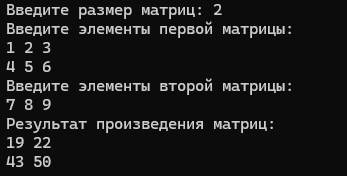 Введите размер матриц: 2
Введите элементы первой матрицы:
1 2 3
4 5 6
Введите элементы второй матрицы:
7 8 9
Результат произведения матриц:
19 22
43 50